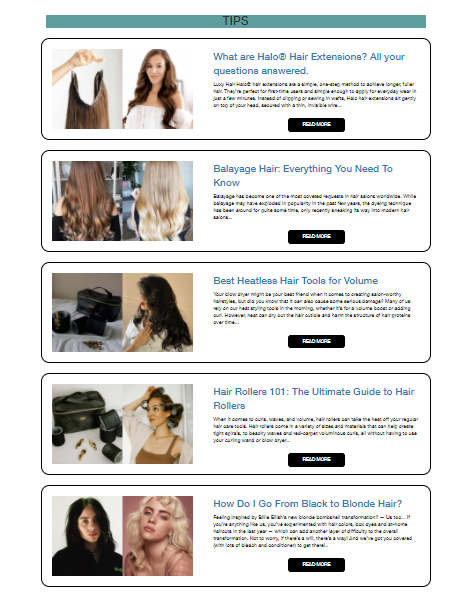 TIPS
What are Halo® Hair Extensions? All your
questions answered.
Luxy Hair Halo® hair extensions are a simple, one-step method to achieve longer, fuller
hair. They're perfect for first-time users and simple enough to apply for everyday wear in
just a few minutes. Instead of clipping or sewing in wefts, Halo hair extensions sit gently
on top of your head, secured with a thin, invisible wire...
READ MORE
Balayage Hair: Everything You Need To
Know
Balayage has become one of the most coveted requests in hair salons worldwide. While
balayage may have exploded in popularity in the past few years, the dyeing technique
has been around for quite some time, only recently sneaking its way into modern hair
salons...
READ MORE
Best Heatless Hair Tools for Volume
Your blow dryer might be your best friend when it comes to creating salon-worthy
hairstyles, but did you know that it can also cause some serious damage? Many of us
rely on our heat styling tools in the morning, whether it's for a volume boost or adding
curl. However, heat can dry out the hair cuticle and harm the structure of hair proteins
over time...
READ MORE
Hair Rollers 101: The Ultimate Guide to Hair
Rollers
When it comes to curls, waves, and volume, hair rollers can take the heat off your regular
hair care tools. Hair rollers come in a variety of sizes and materials that can help create
tight spirals, to beachy waves and red-carpet voluminous curls, all without having to use
your curling wand or blow dryer...
READ MORE
How Do I Go From Black to Blonde Hair?
Feeling inspired by Billie Eilish's new blonde bombshell transformation? — Us too... If
you're anything like us, you've experimented with hair colors, box dyes and at-home
haircuts in the last year — which can add another layer of difficulty to the overall
transformation. Not to worry, if there's a will, there's a way! And we've got you covered
(with lots of bleach and conditioner) to get there!..
READ MORE